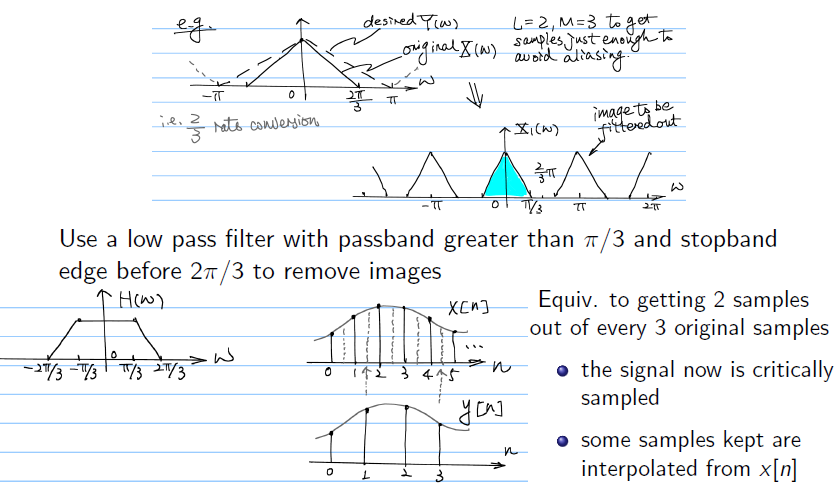 e.g.
desired Y(ω)
original X(ω)
L=2, M=3 to get
samples just enough to
avoid aliasing.
-π 0 2π/3 π ω
i.e. 2/3 rate conversion
⇓
X₁(ω)
image to be
filtered out
2/3π
-π 0 π/3 π 2π ω
Use a low pass filter with passband greater than π/3 and stopband
edge before 2π/3 to remove images
H(ω)
-2π/3 -π/3 0 π/3 2π/3 ω
x[n]
...
0 1 2 3 4 5 n
y[n]
0 1 2 3 n
Equiv. to getting 2 samples
out of every 3 original samples
• the signal now is critically
sampled
• some samples kept are
interpolated from x[n]